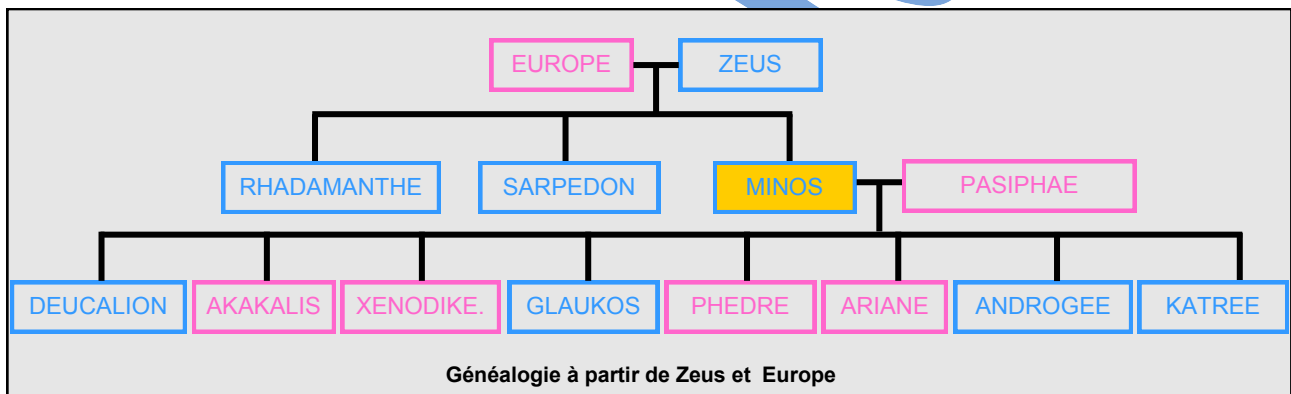 EUROPE ZEUS
RHADAMANTHE SARPEDON MINOS PASIPHAE
DEUCALION AKAKALIS XENODIKE. GLAUKOS PHEDRE ARIANE ANDROGEE KATREE
Généalogie à partir de Zeus et Europe